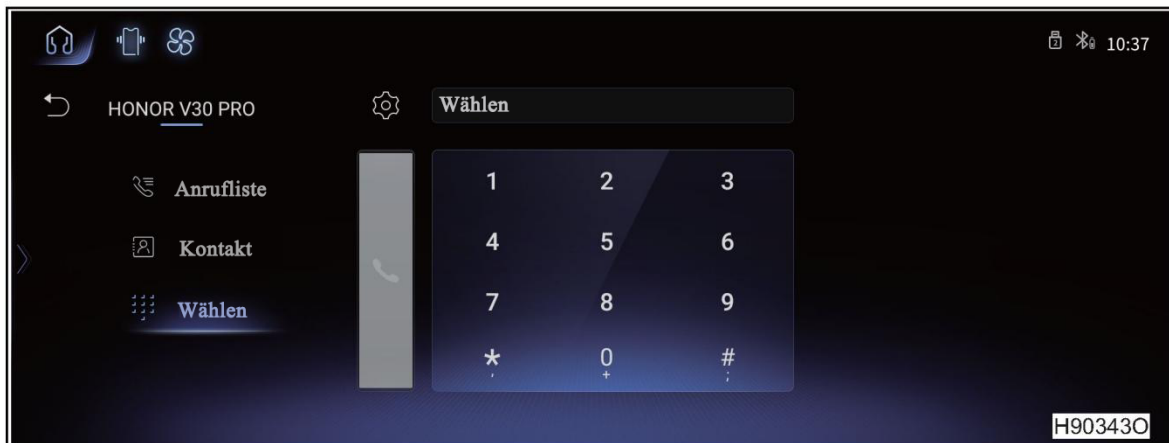 10:37
HONOR V30 PRO
Wählen
Anrufliste
Kontakt
Wählen
1 2 3
4 5 6
7 8 9
* 0 #
, + ;
H90343O